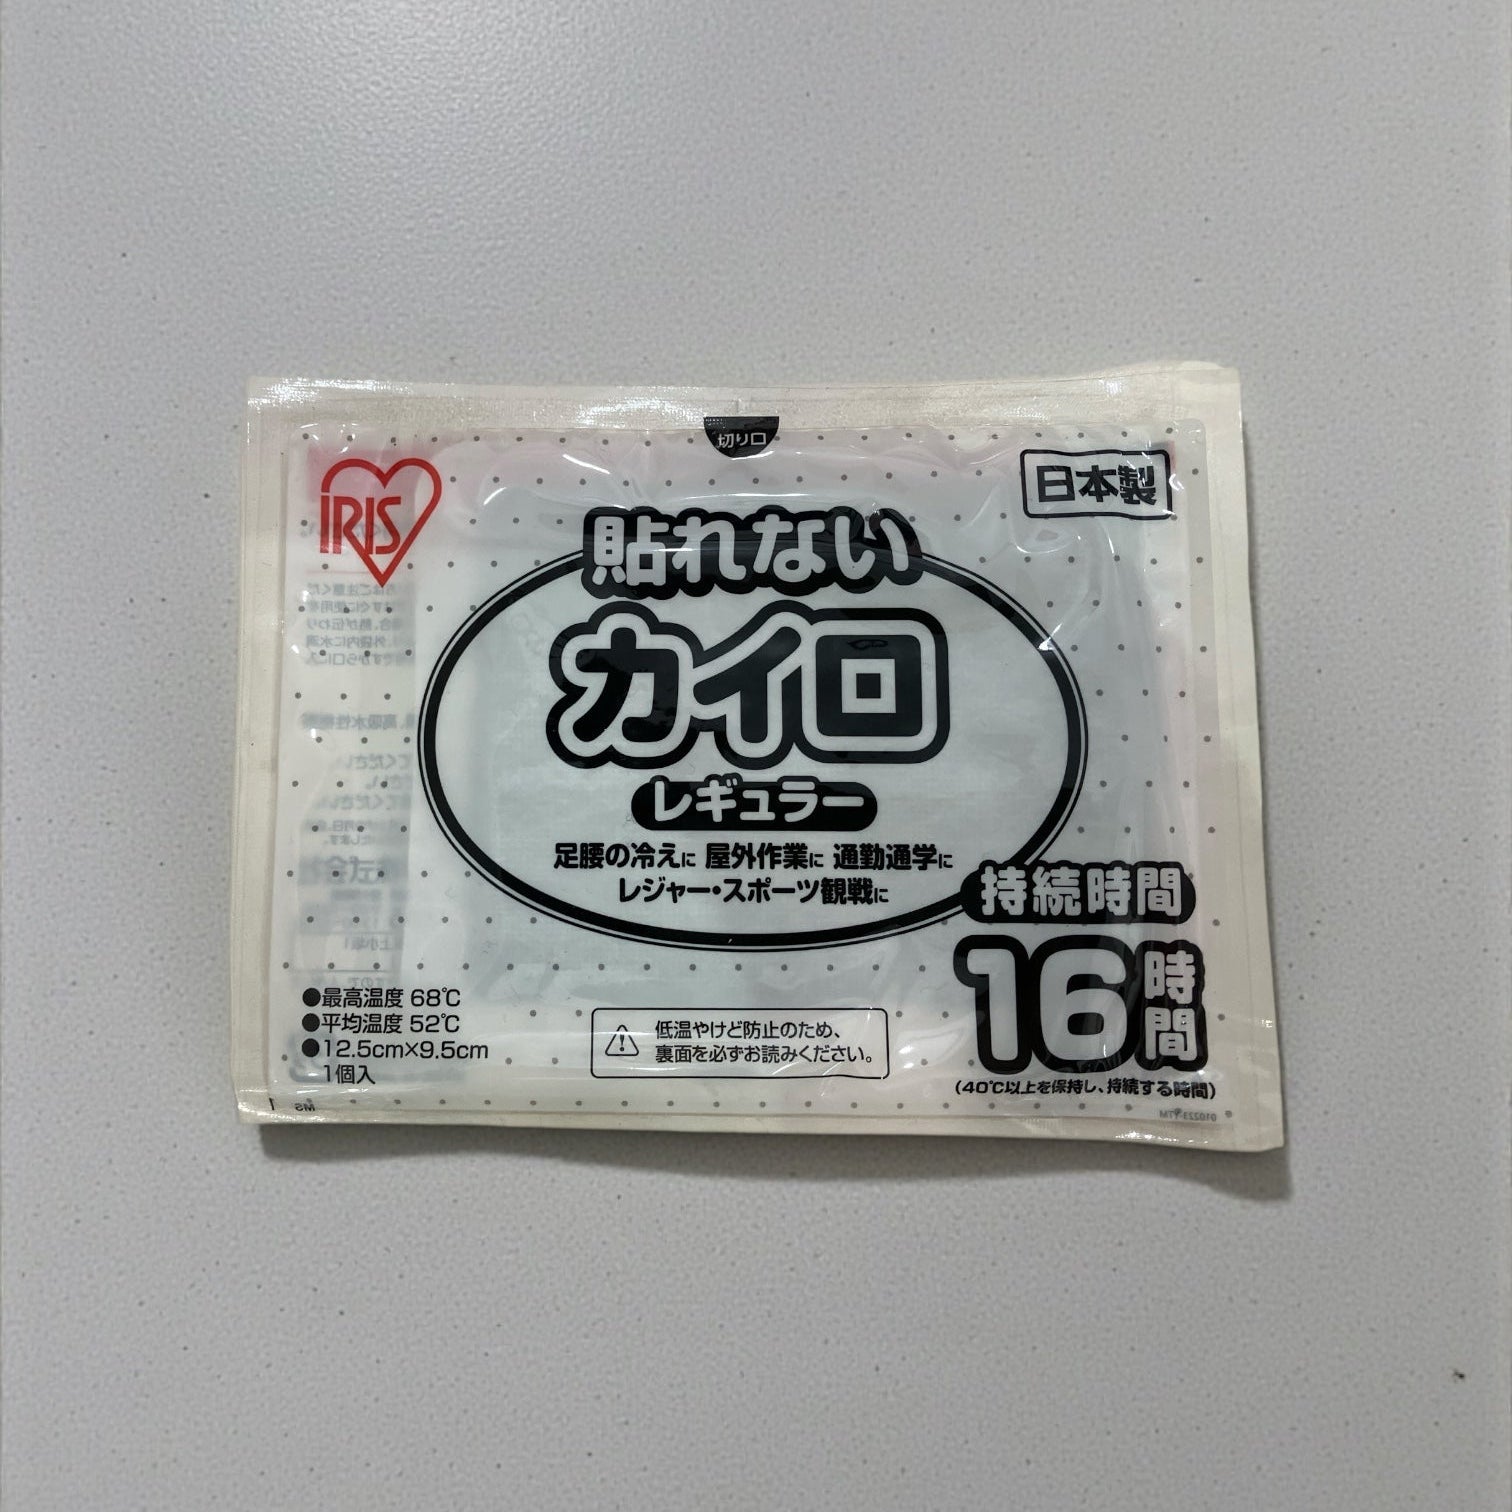 切り口
IRIS
日本製
貼れない
カイロ
レギュラー
足腰の冷えに 屋外作業に 通勤通学に
レジャー・スポーツ観戦に
持続時間
16時間
(40℃以上を保持し、持続する時間)
●最高温度 68℃
●平均温度 52℃
●12.5cm×9.5cm
1個入
低温やけど防止のため、
裏面を必ずお読みください。